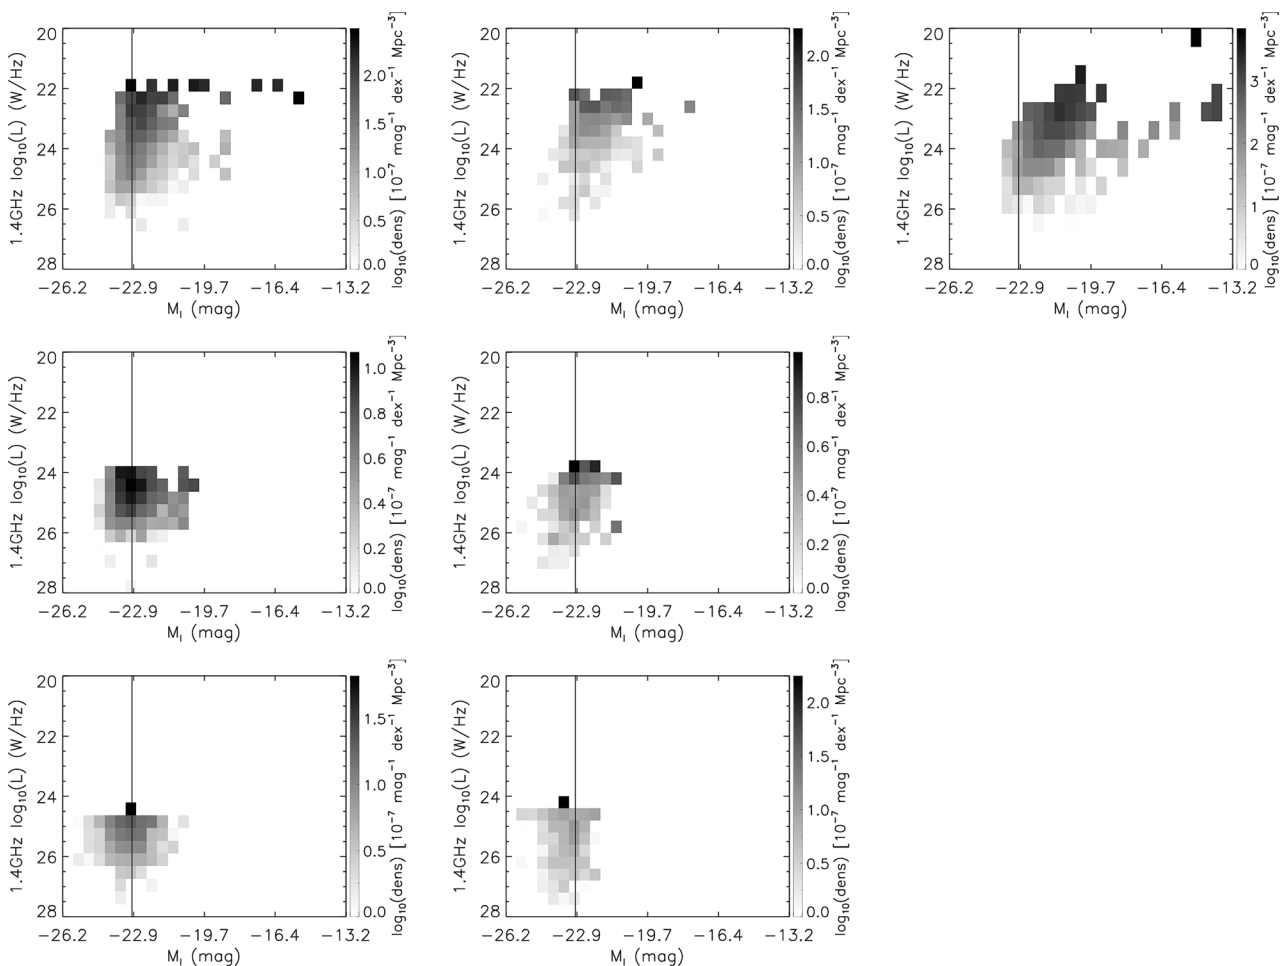 20
22
24
26
28
1.4GHz log₁₀(L) (W/Hz)
−26.2 −22.9 −19.7 −16.4 −13.2
M_I (mag)
2.0
1.5
1.0
0.5
0.0
log₁₀(dens) [10⁻⁷ mag⁻¹ dex⁻¹ Mpc⁻³]
20
22
24
26
28
1.4GHz log₁₀(L) (W/Hz)
−26.2 −22.9 −19.7 −16.4 −13.2
M_I (mag)
2.0
1.5
1.0
0.5
0.0
log₁₀(dens) [10⁻⁷ mag⁻¹ dex⁻¹ Mpc⁻³]
20
22
24
26
28
1.4GHz log₁₀(L) (W/Hz)
−26.2 −22.9 −19.7 −16.4 −13.2
M_I (mag)
3
2
1
0
log₁₀(dens) [10⁻⁷ mag⁻¹ dex⁻¹ Mpc⁻³]
20
22
24
26
28
1.4GHz log₁₀(L) (W/Hz)
−26.2 −22.9 −19.7 −16.4 −13.2
M_I (mag)
1.0
0.8
0.6
0.4
0.2
0.0
log₁₀(dens) [10⁻⁷ mag⁻¹ dex⁻¹ Mpc⁻³]
20
22
24
26
28
1.4GHz log₁₀(L) (W/Hz)
−26.2 −22.9 −19.7 −16.4 −13.2
M_I (mag)
0.8
0.6
0.4
0.2
0.0
log₁₀(dens) [10⁻⁷ mag⁻¹ dex⁻¹ Mpc⁻³]
20
22
24
26
28
1.4GHz log₁₀(L) (W/Hz)
−26.2 −22.9 −19.7 −16.4 −13.2
M_I (mag)
1.5
1.0
0.5
0.0
log₁₀(dens) [10⁻⁷ mag⁻¹ dex⁻¹ Mpc⁻³]
20
22
24
26
28
1.4GHz log₁₀(L) (W/Hz)
−26.2 −22.9 −19.7 −16.4 −13.2
M_I (mag)
2.0
1.5
1.0
0.5
0.0
log₁₀(dens) [10⁻⁷ mag⁻¹ dex⁻¹ Mpc⁻³]